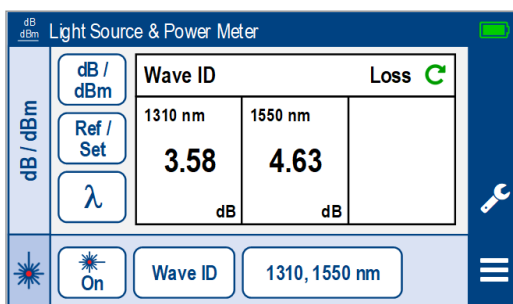 dB
dBm
Light Source & Power Meter
dB / dBm
dB /
dBm
Ref /
Set
λ
Wave ID
Loss
1310 nm
1550 nm
3.58
4.63
dB
dB
On
Wave ID
1310, 1550 nm